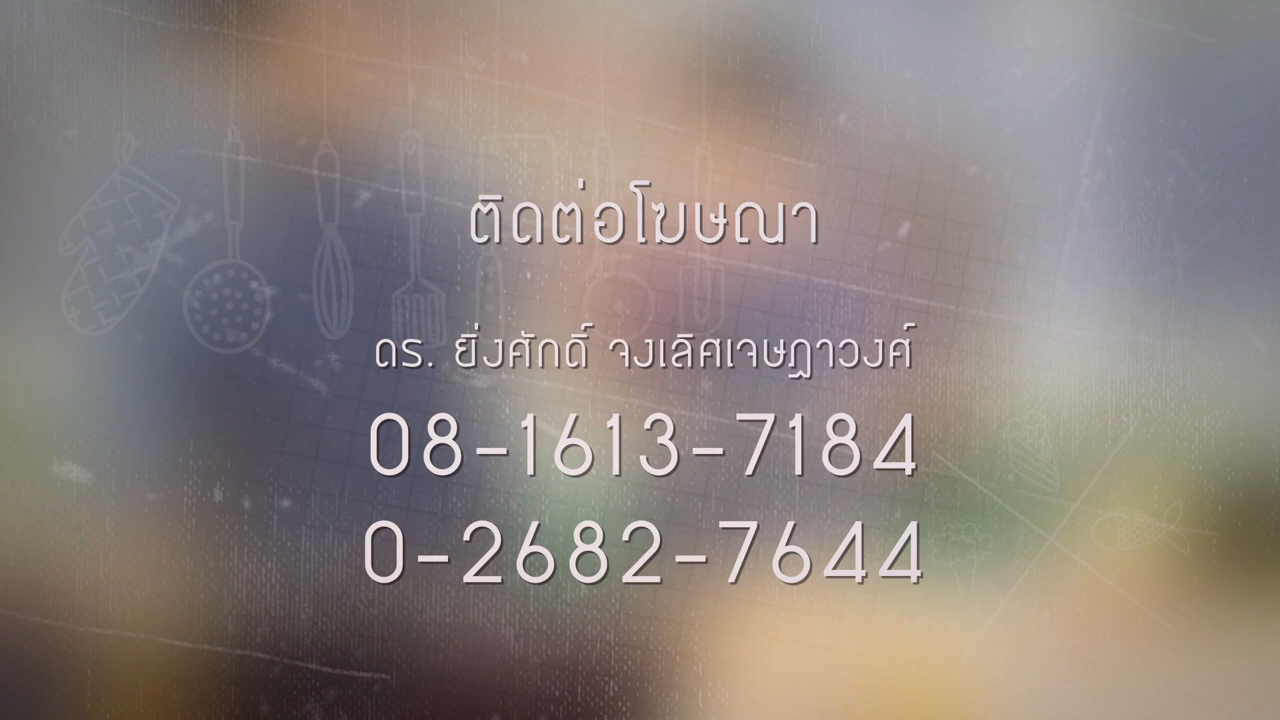 ติดต่อโฆษณา
ดร. ยิ่งศักดิ์ จงเลิศเจษฎาวงศ์
08-1613-7184
0-2682-7644